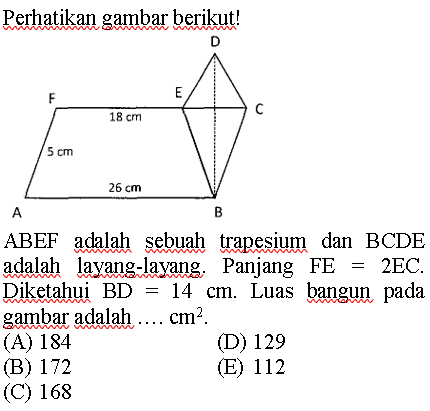 Perhatikan gambar berikut!
D
F
E
C
18 cm
5 cm
26 cm
A
B
ABEF adalah sebuah trapesium dan BCDE
adalah layang-layang. Panjang FE = 2EC.
Diketahui BD = 14 cm. Luas bangun pada
gambar adalah …. cm².
(A) 184 (D) 129
(B) 172 (E) 112
(C) 168